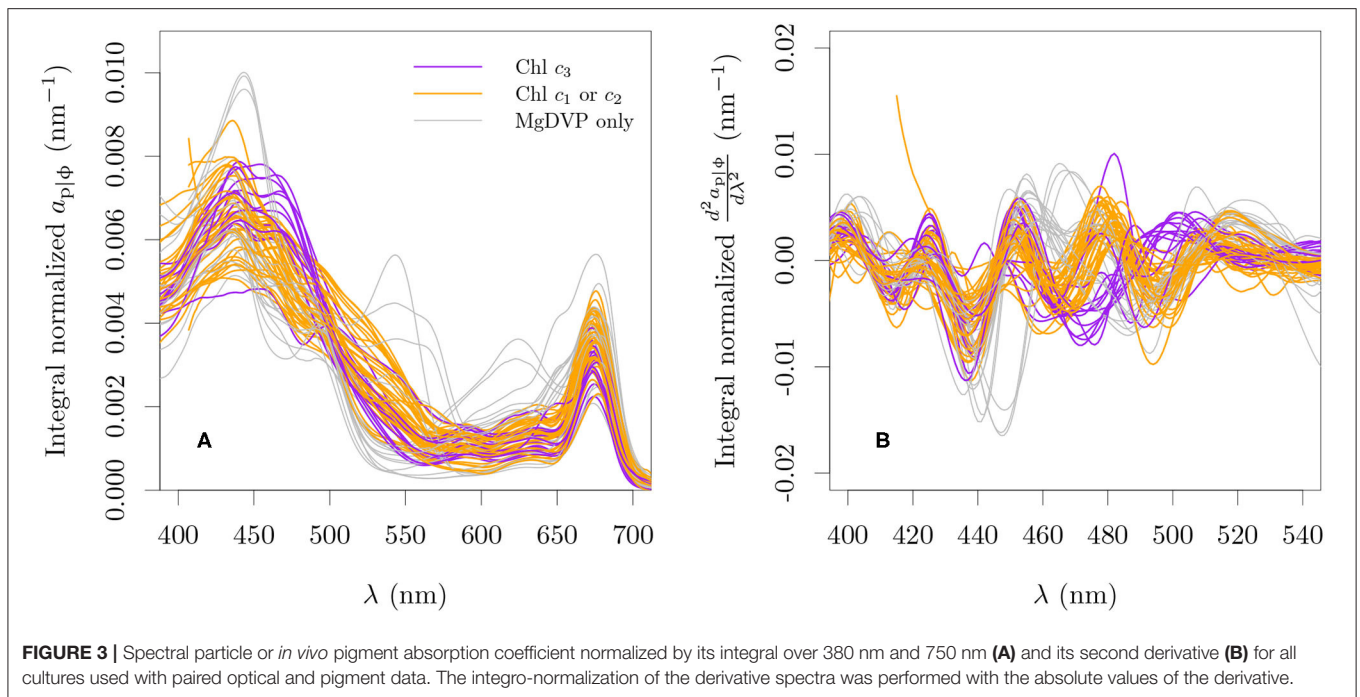 Integral normalized a_{p|Φ} (nm⁻¹)
0.000 0.002 0.004 0.006 0.008 0.010
Chl c₃
Chl c₁ or c₂
MgDVP only
A
400 450 500 550 600 650 700
λ (nm)
Integral normalized d²a_{p|Φ}/dλ² (nm⁻¹)
-0.02 -0.01 0.00 0.01 0.02
B
400 420 440 460 480 500 520 540
λ (nm)
FIGURE 3 | Spectral particle or in vivo pigment absorption coefficient normalized by its integral over 380 nm and 750 nm (A) and its second derivative (B) for all
cultures used with paired optical and pigment data. The integro-normalization of the derivative spectra was performed with the absolute values of the derivative.